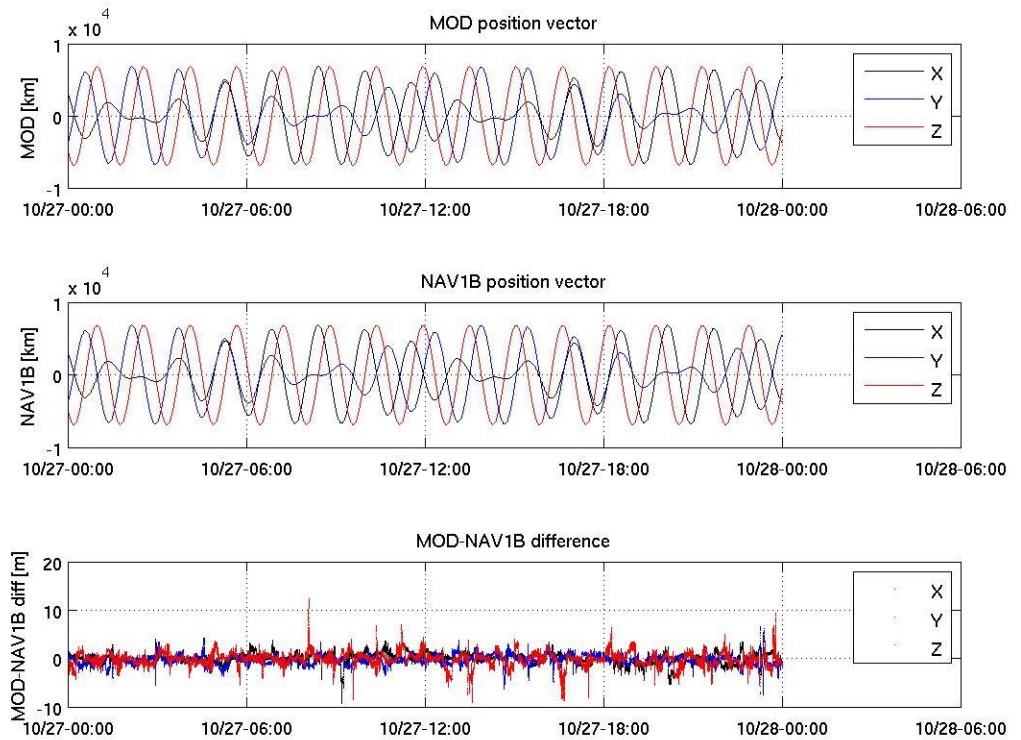 x 10 4
MOD position vector
1
0
-1
MOD [km]
X
Y
Z
10/27-00:00 10/27-06:00 10/27-12:00 10/27-18:00 10/28-00:00 10/28-06:00
x 10 4
NAV1B position vector
1
0
-1
NAV1B [km]
X
Y
Z
10/27-00:00 10/27-06:00 10/27-12:00 10/27-18:00 10/28-00:00 10/28-06:00
MOD-NAV1B difference
20
10
0
-10
MOD-NAV1B diff [m]
X
Y
Z
10/27-00:00 10/27-06:00 10/27-12:00 10/27-18:00 10/28-00:00 10/28-06:00